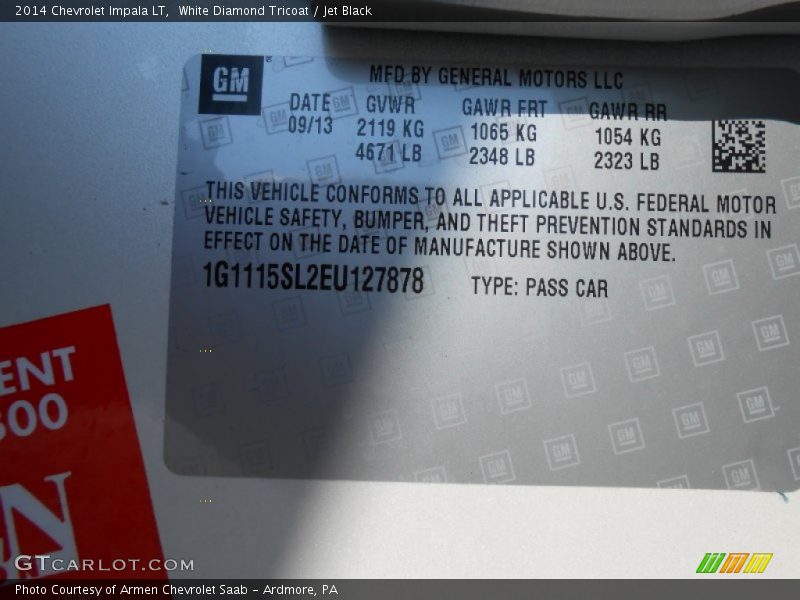 2014 Chevrolet Impala LT,  White Diamond Tricoat / Jet Black
GM
MFD BY GENERAL MOTORS LLC
DATE GVWR GAWR FRT GAWR RR
09/13 2119 KG 1065 KG 1054 KG
4671 LB 2348 LB 2323 LB
THIS VEHICLE CONFORMS TO ALL APPLICABLE U.S. FEDERAL MOTOR
VEHICLE SAFETY, BUMPER, AND THEFT PREVENTION STANDARDS IN
EFFECT ON THE DATE OF MANUFACTURE SHOWN ABOVE.
1G1115SL2EU127878 TYPE: PASS CAR
ENT
500
N
GTCARLOT.COM
Photo Courtesy of Armen Chevrolet Saab - Ardmore, PA